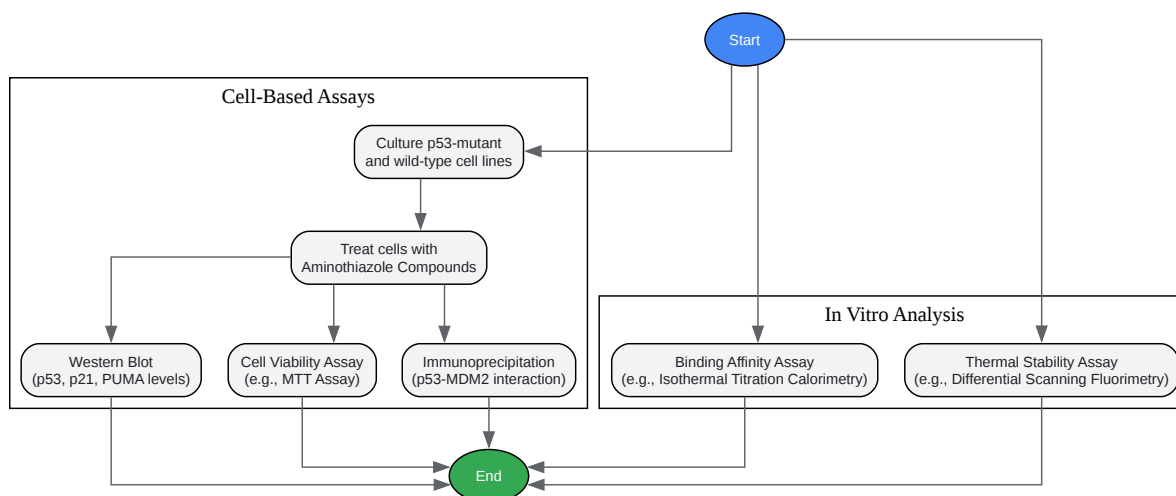 Start
Cell-Based Assays
Culture p53-mutant
and wild-type cell lines
Treat cells with
Aminothiazole Compounds
Western Blot
(p53, p21, PUMA levels)
Cell Viability Assay
(e.g., MTT Assay)
Immunoprecipitation
(p53-MDM2 interaction)
In Vitro Analysis
Binding Affinity Assay
(e.g., Isothermal Titration Calorimetry)
Thermal Stability Assay
(e.g., Differential Scanning Fluorimetry)
End